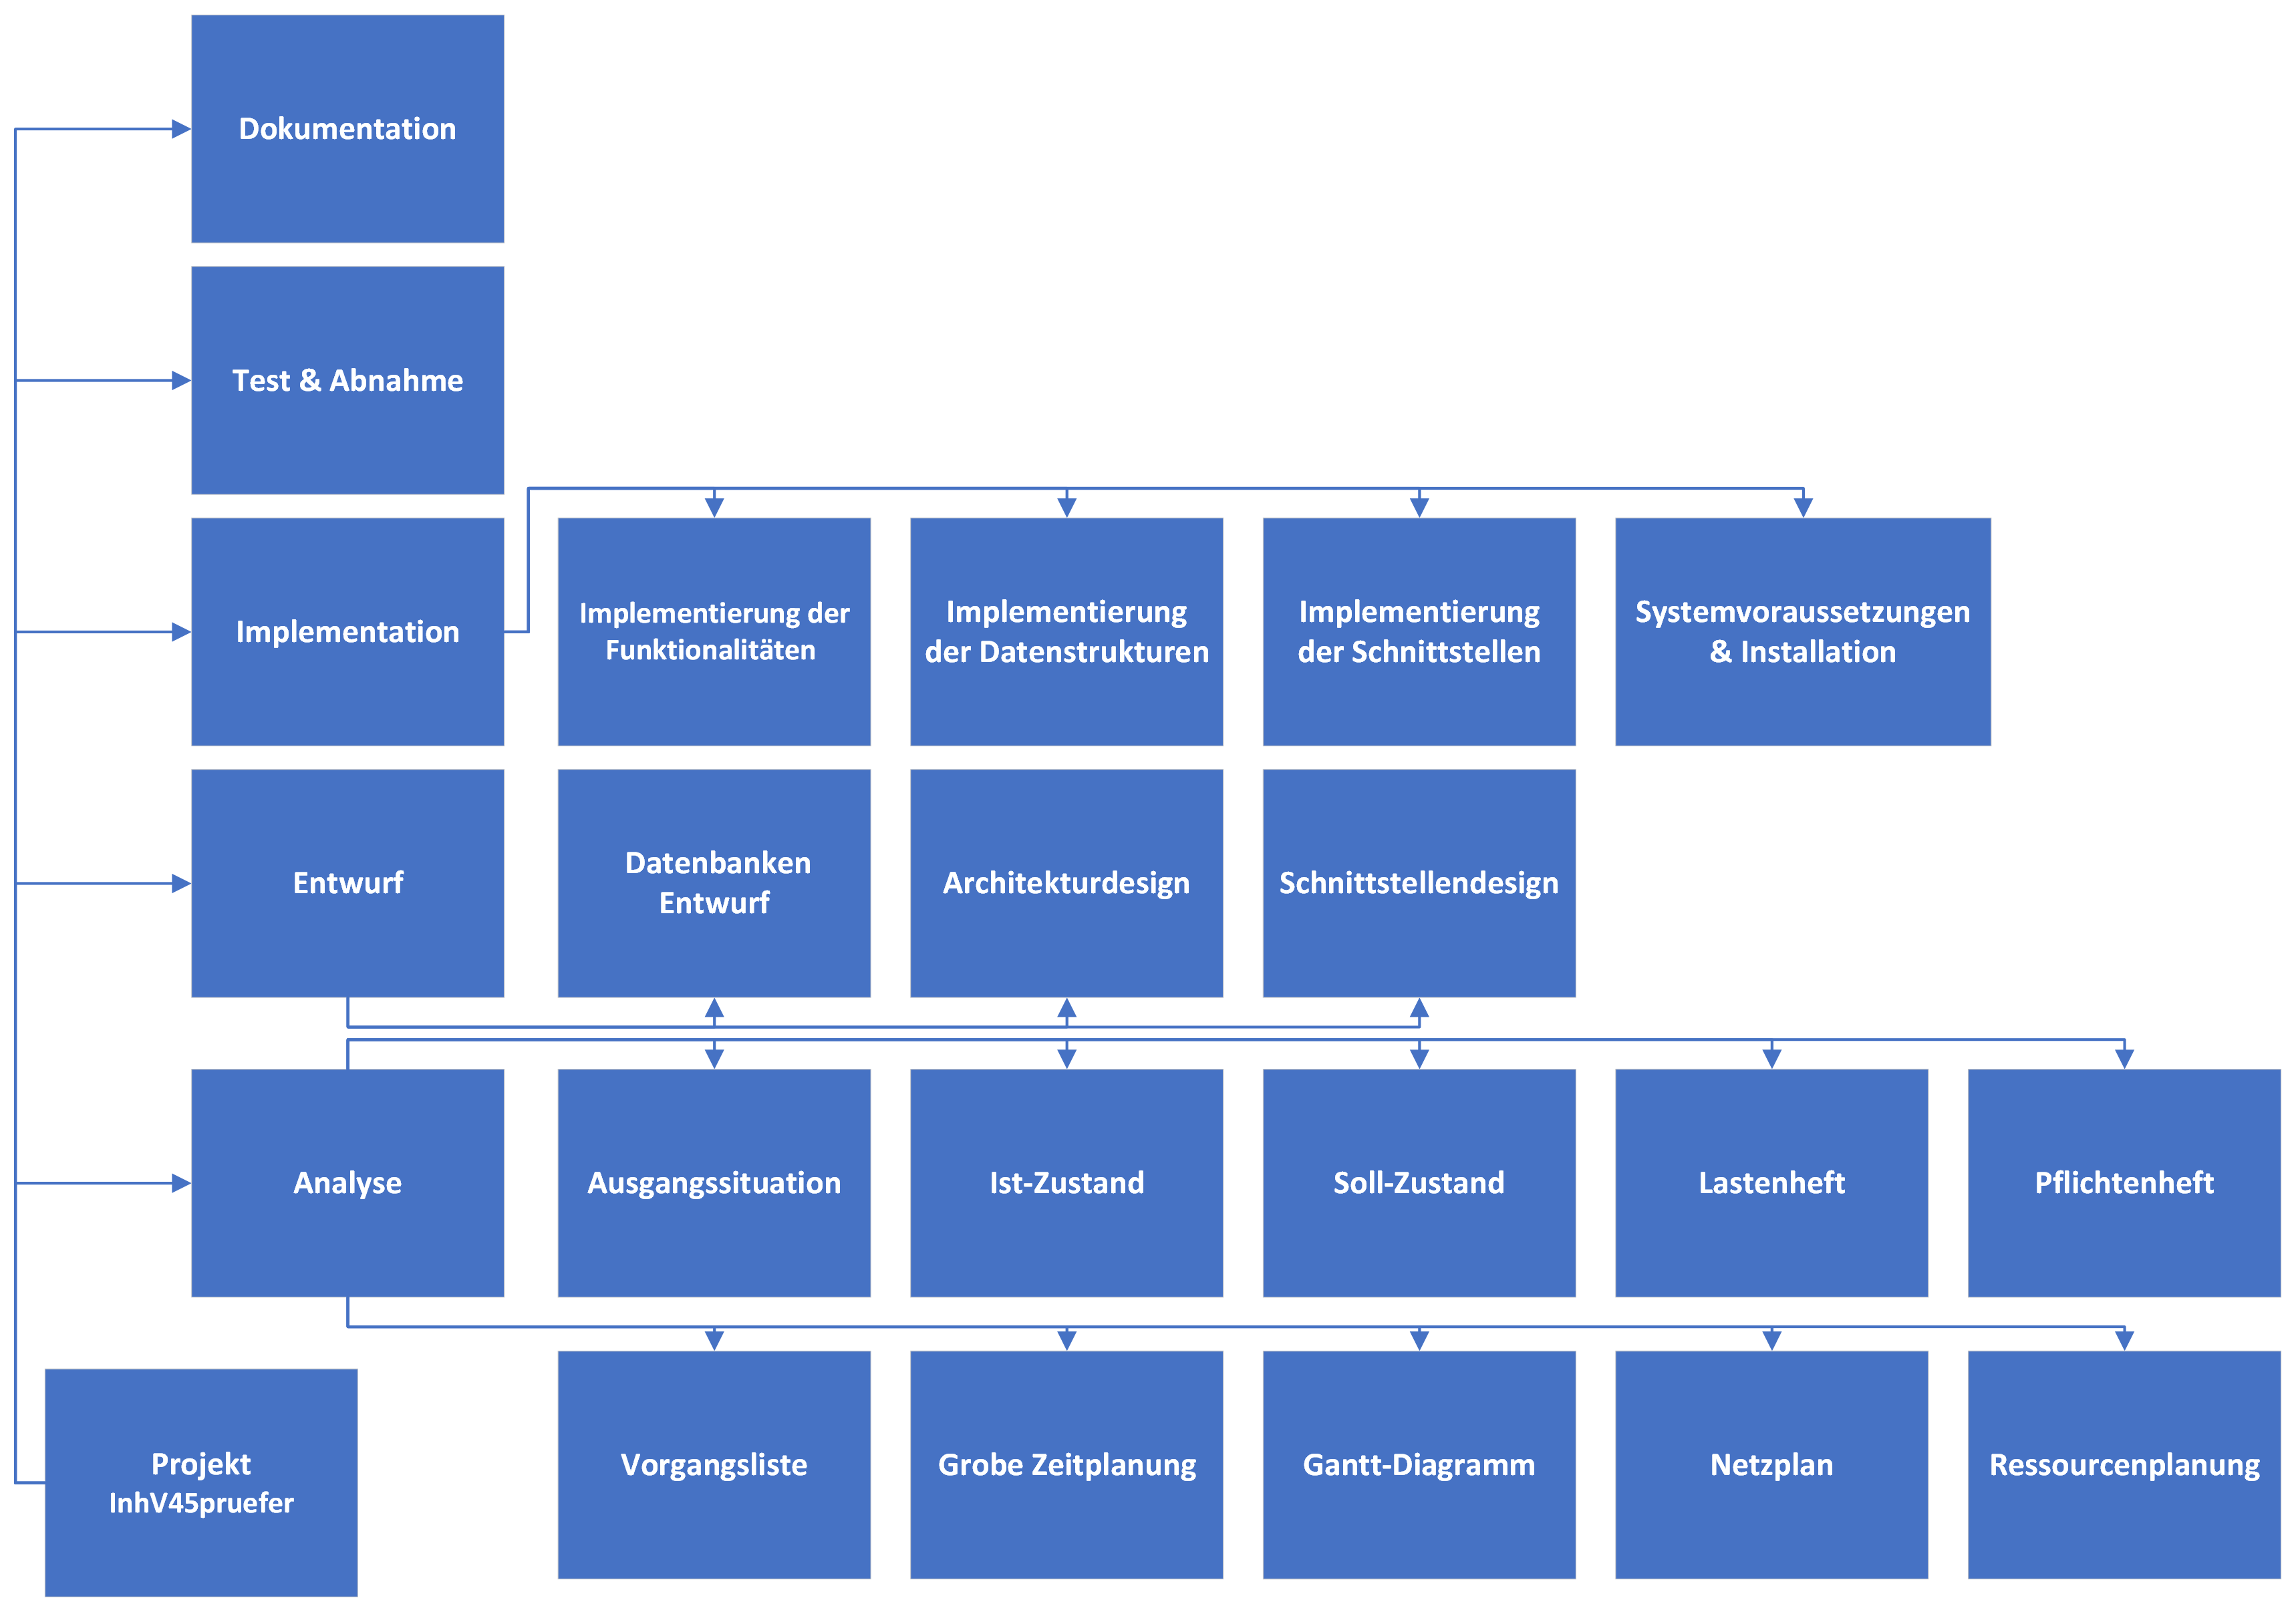 Dokumentation
Test & Abnahme
Implementation
Implementierung der
Funktionalitäten
Implementierung
der Datenstrukturen
Implementierung
der Schnittstellen
Systemvoraussetzungen
& Installation
Entwurf
Datenbanken
Entwurf
Architekturdesign
Schnittstellendesign
Analyse
Ausgangssituation
Ist-Zustand
Soll-Zustand
Lastenheft
Pflichtenheft
Projekt
InhV45pruefer
Vorgangsliste
Grobe Zeitplanung
Gantt-Diagramm
Netzplan
Ressourcenplanung